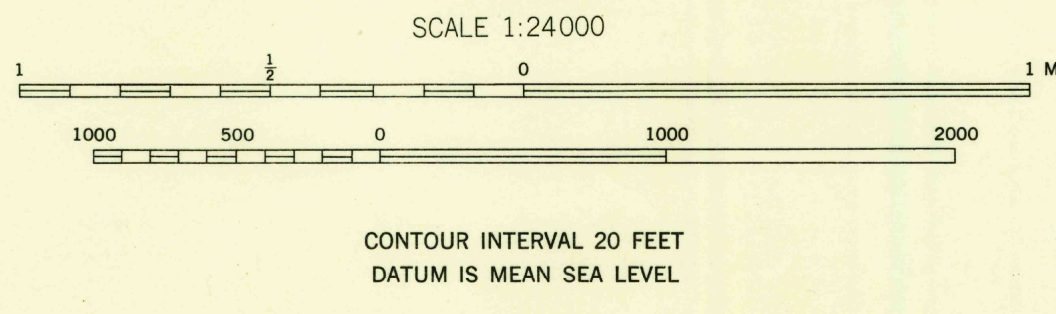 SCALE 1:24000
1 1/2 0 1 M
1000 500 0 1000 2000
CONTOUR INTERVAL 20 FEET
DATUM IS MEAN SEA LEVEL